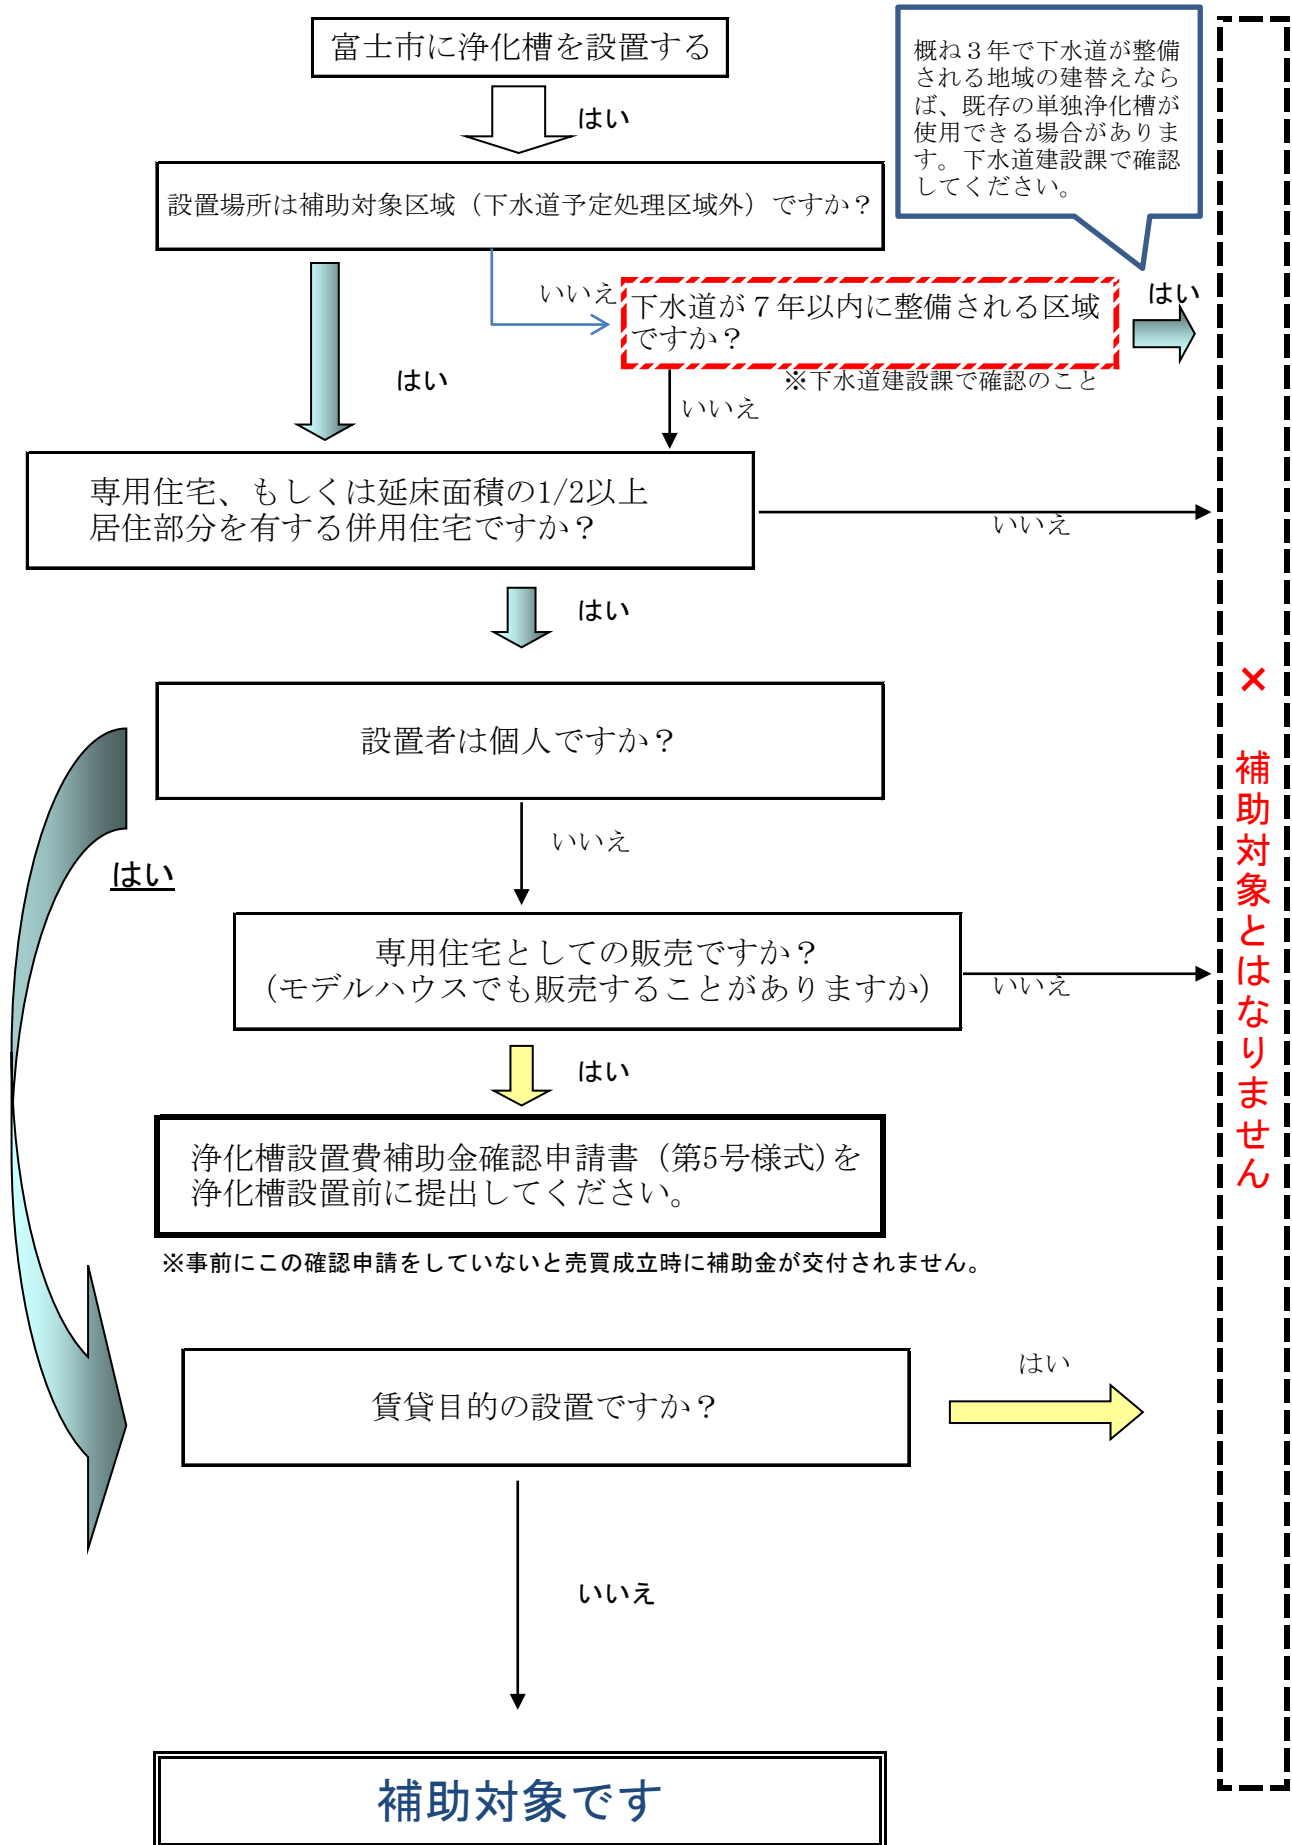 富士市に浄化槽を設置する
概ね３年で下水道が整備
される地域の建替えなら
ば、既存の単独浄化槽が
使用できる場合がありま
す。下水道建設課で確認
してください。
はい
設置場所は補助対象区域（下水道予定処理区域外）ですか？
いいえ
下水道が７年以内に整備される区域
ですか？
はい
※下水道建設課で確認のこと
はい
いいえ
専用住宅、もしくは延床面積の1/2以上
居住部分を有する併用住宅ですか？
いいえ
はい
設置者は個人ですか？
いいえ
はい
専用住宅としての販売ですか？
(モデルハウスでも販売することがありますか)
いいえ
はい
浄化槽設置費補助金確認申請書（第5号様式)を
浄化槽設置前に提出してください。
※事前にこの確認申請をしていないと売買成立時に補助金が交付されません。
賃貸目的の設置ですか？
はい
いいえ
補助対象です
× 補助対象とはなりません